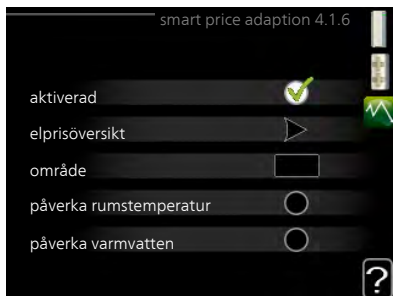 smart price adaption 4.1.6
aktiverad
elprisöversikt
område
påverka rumstemperatur
påverka varmvatten
?